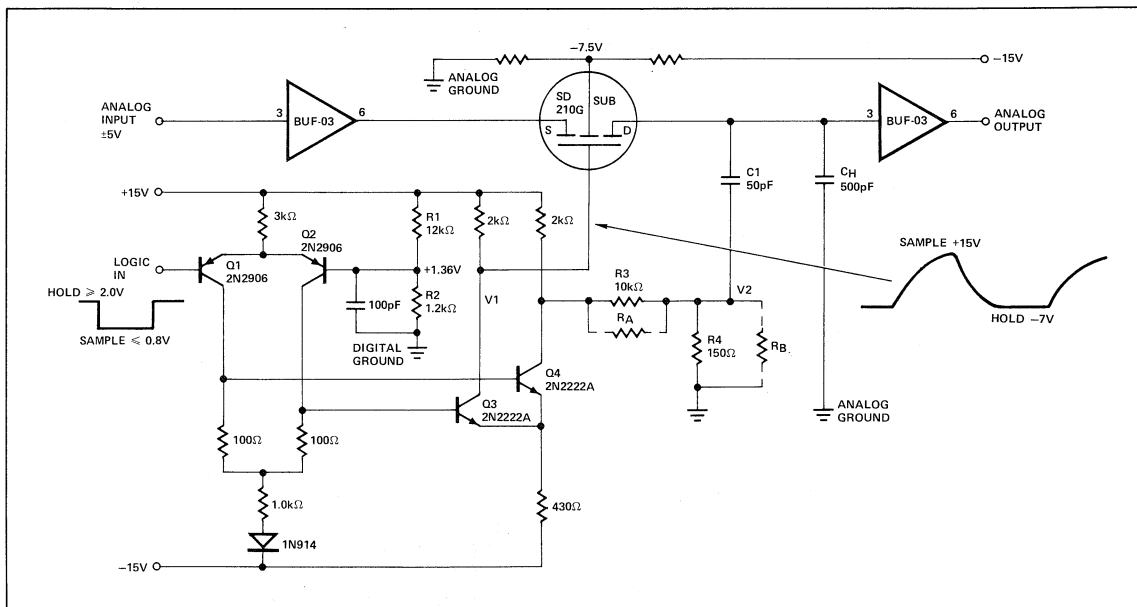 −7.5V
−15V
ANALOG
GROUND
ANALOG
INPUT
±5V
3
BUF-03
6
SD
210G
SUB
S
D
3
BUF-03
6
ANALOG
OUTPUT
C1
50pF
CH
500pF
+15V
3kΩ
R1
12kΩ
2kΩ
2kΩ
Q2
2N2906
LOGIC
IN
Q1
2N2906
+1.36V
HOLD ≥ 2.0V
SAMPLE ≤ 0.8V
100pF
R2
1.2kΩ
V1
DIGITAL
GROUND
R3
10kΩ
RA
V2
R4
150Ω
RB
SAMPLE +15V
HOLD −7V
Q4
2N2222A
Q3
2N2222A
ANALOG
GROUND
100Ω
100Ω
1.0kΩ
430Ω
1N914
−15V